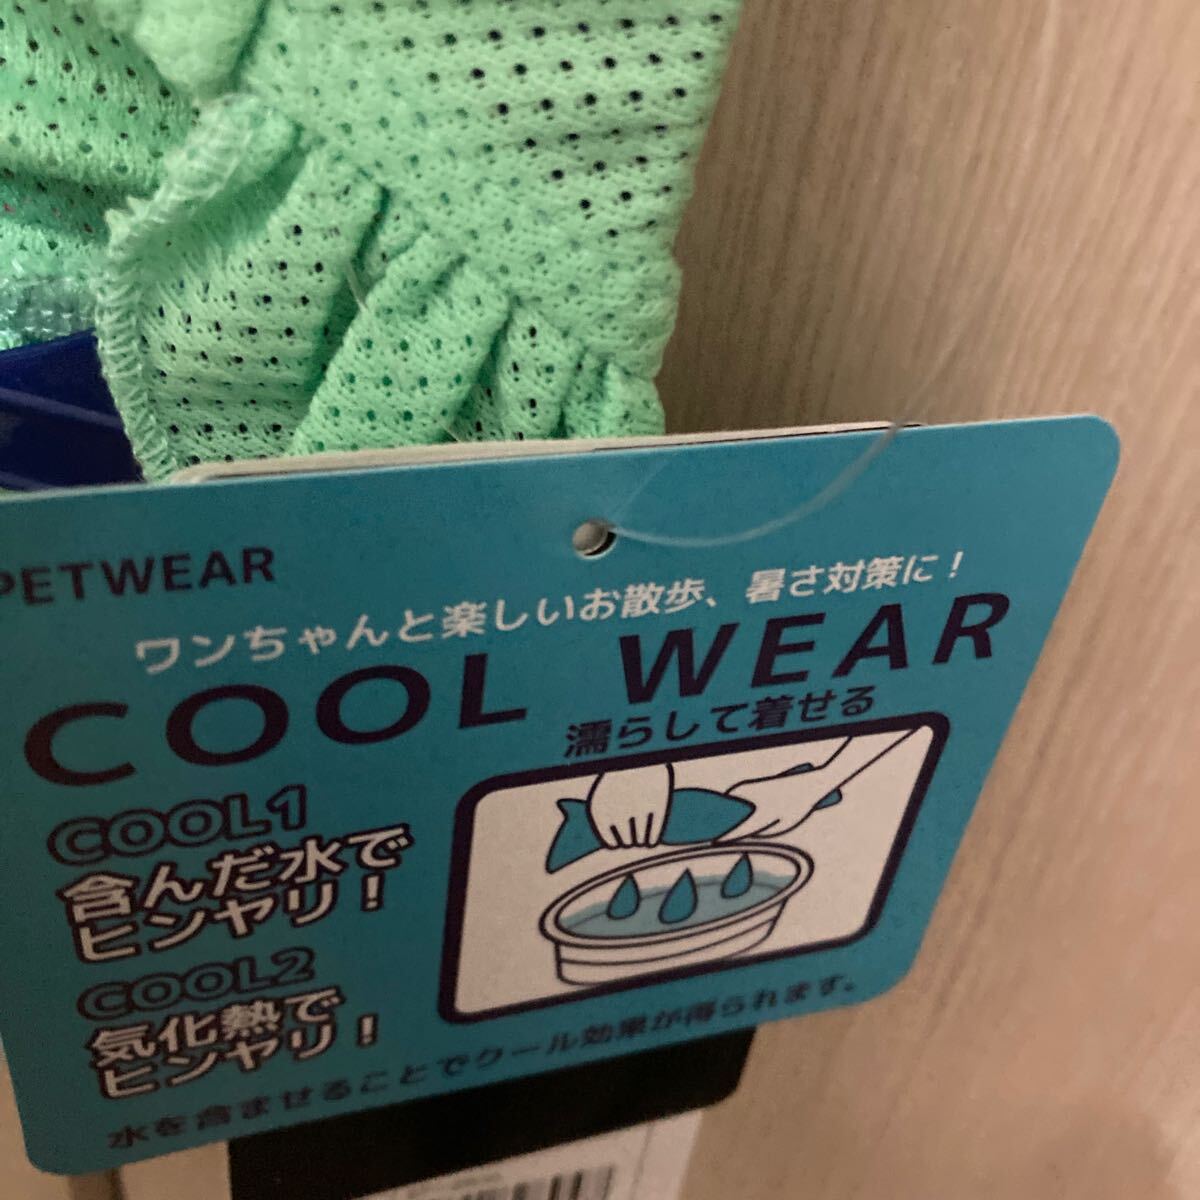 PETWEAR
ワンちゃんと楽しいお散歩、暑さ対策に！
COOL WEAR
濡らして着せる
COOL1
含んだ水で
ヒンヤリ！
COOL2
気化熱で
ヒンヤリ！
水を含ませることでクール効果が得られます。